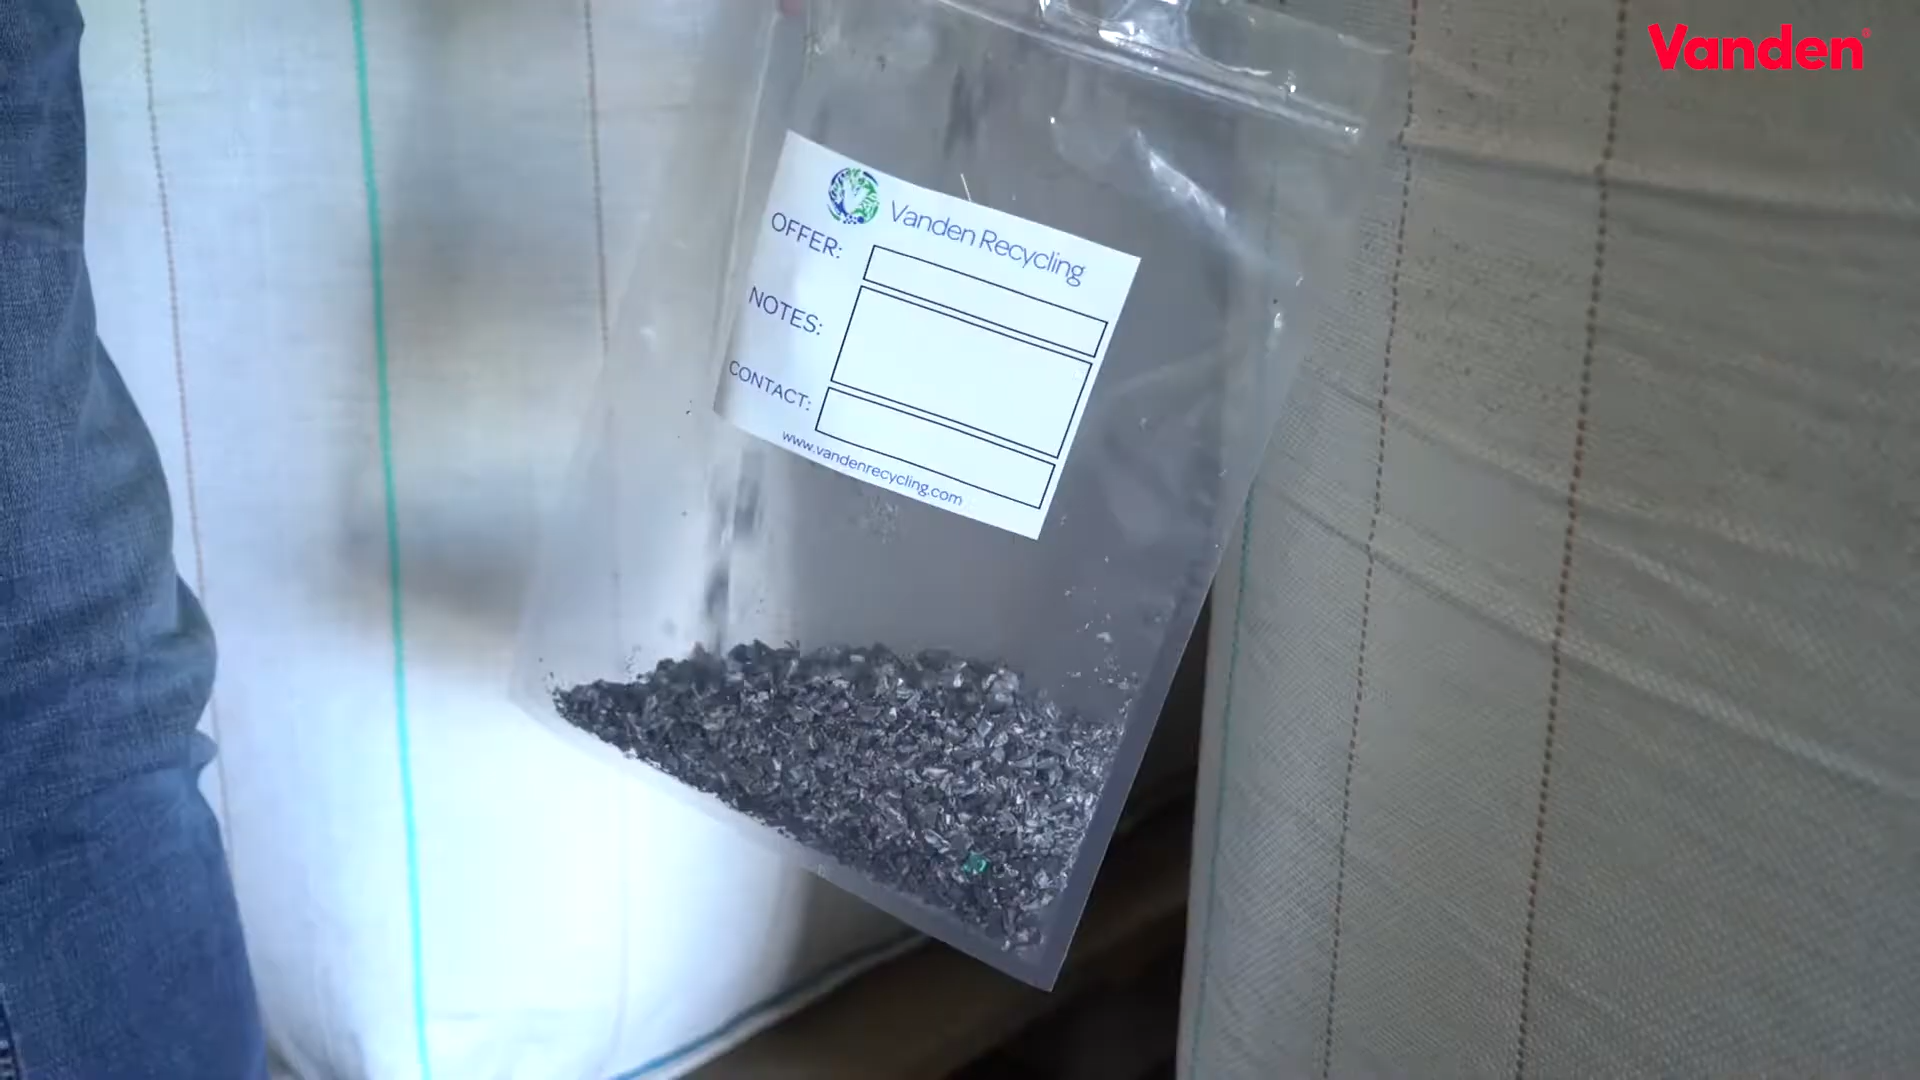 Vanden
Vanden Recycling
OFFER:
NOTES:
CONTACT:
www.vandenrecycling.com